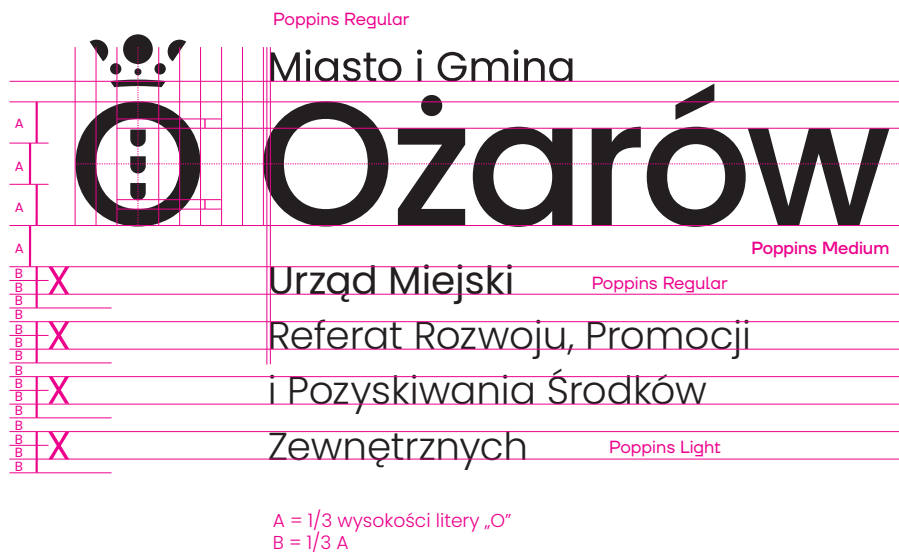 Poppins Regular
Miasto i Gmina
A
Ożarów
A
A
A
Poppins Medium
B
B
B
X
Urząd Miejski
Poppins Regular
B
B
B
X
Referat Rozwoju, Promocji
B
B
B
B
X
i Pozyskiwania Środków
B
B
B
B
X
Zewnętrznych
Poppins Light
B
B
A = 1/3 wysokości litery „O”
B = 1/3 A